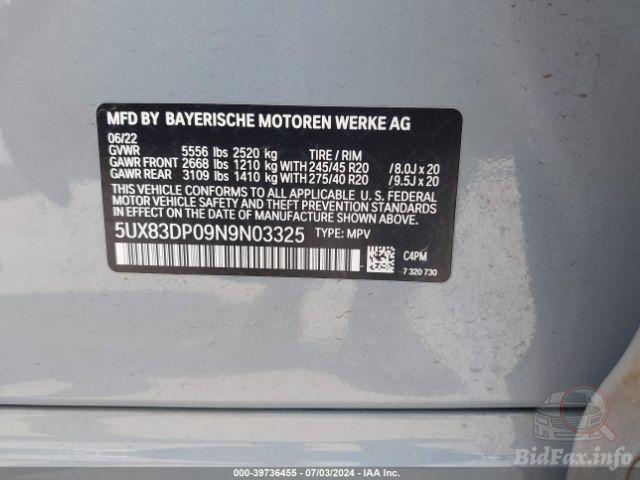 MFD BY BAYERISCHE MOTOREN WERKE AG
06/22
GVWR 5556 lbs 2520 kg TIRE / RIM
GAWR FRONT 2668 lbs 1210 kg WITH 245/45 R20 /8.0J x 20
GAWR REAR 3109 lbs 1410 kg WITH 275/40 R20 /9.5J x 20
THIS VEHICLE CONFORMS TO ALL APPLICABLE U. S. FEDERAL
MOTOR VEHICLE SAFETY, BUMPER, AND THEFT PREVENTION
STANDARDS IN EFFECT ON THE DATE OF MANUFACTURE SHOWN ABOVE.
5UX83DP09N9N03325 TYPE: MPV
C4PM
7 320 730
BidFax.info
© 39736455 - 07/03/2024 - IAA Inc.